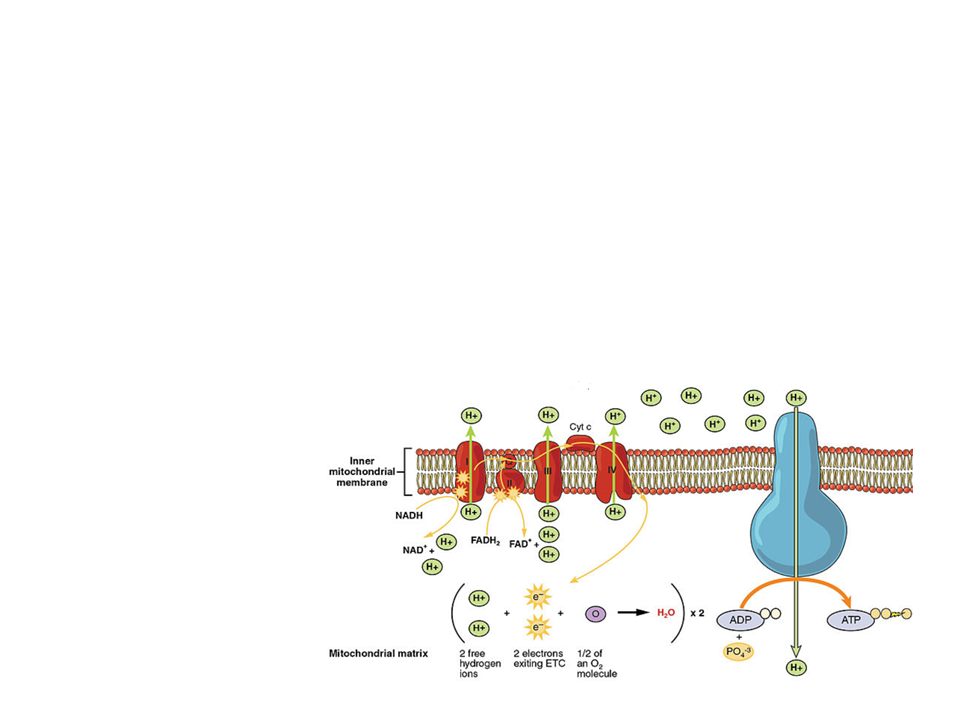 H+ H+ H+ H+ H+ H+ H+
H+ H+ H+ H+
Cyt c
Inner
mitochondrial
membrane
I
II
III
IV
H+ H+ H+
NADH
FADH₂
FAD⁺ +
H+
H+
NAD⁺ +
H+
H+
H+
H+
+
e⁻
e⁻
+
O
H₂O
x 2
ADP
+
PO₄⁻³
ATP
H+
Mitochondrial matrix
2 free
hydrogen
ions
2 electrons
exiting ETC
1/2 of
an O₂
molecule